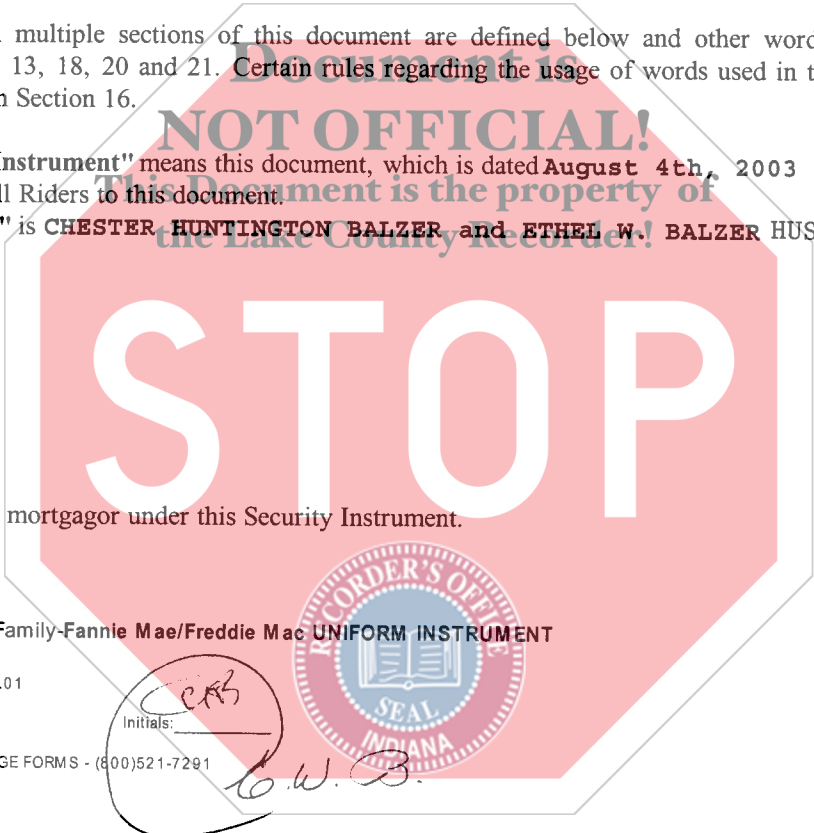 multiple sections of this document are defined below and other word
Document is
13, 18, 20 and 21. Certain rules regarding the usage of words used in t
n Section 16.
NOT OFFICIAL!
Instrument" means this document, which is dated August 4th, 2003
ll Riders to this document.
This Document is the property of
" is CHESTER HUNTINGTON BALZER and ETHEL W. BALZER HUS
the Lake County Recorder!
STOP
mortgagor under this Security Instrument.
RECORDER'S OFFICE
Family-Fannie Mae/Freddie Mac UNIFORM INSTRUMENT
.01
Initials:
SEAL
INDIANA
GE FORMS - (800)521-7291
E.W.B.